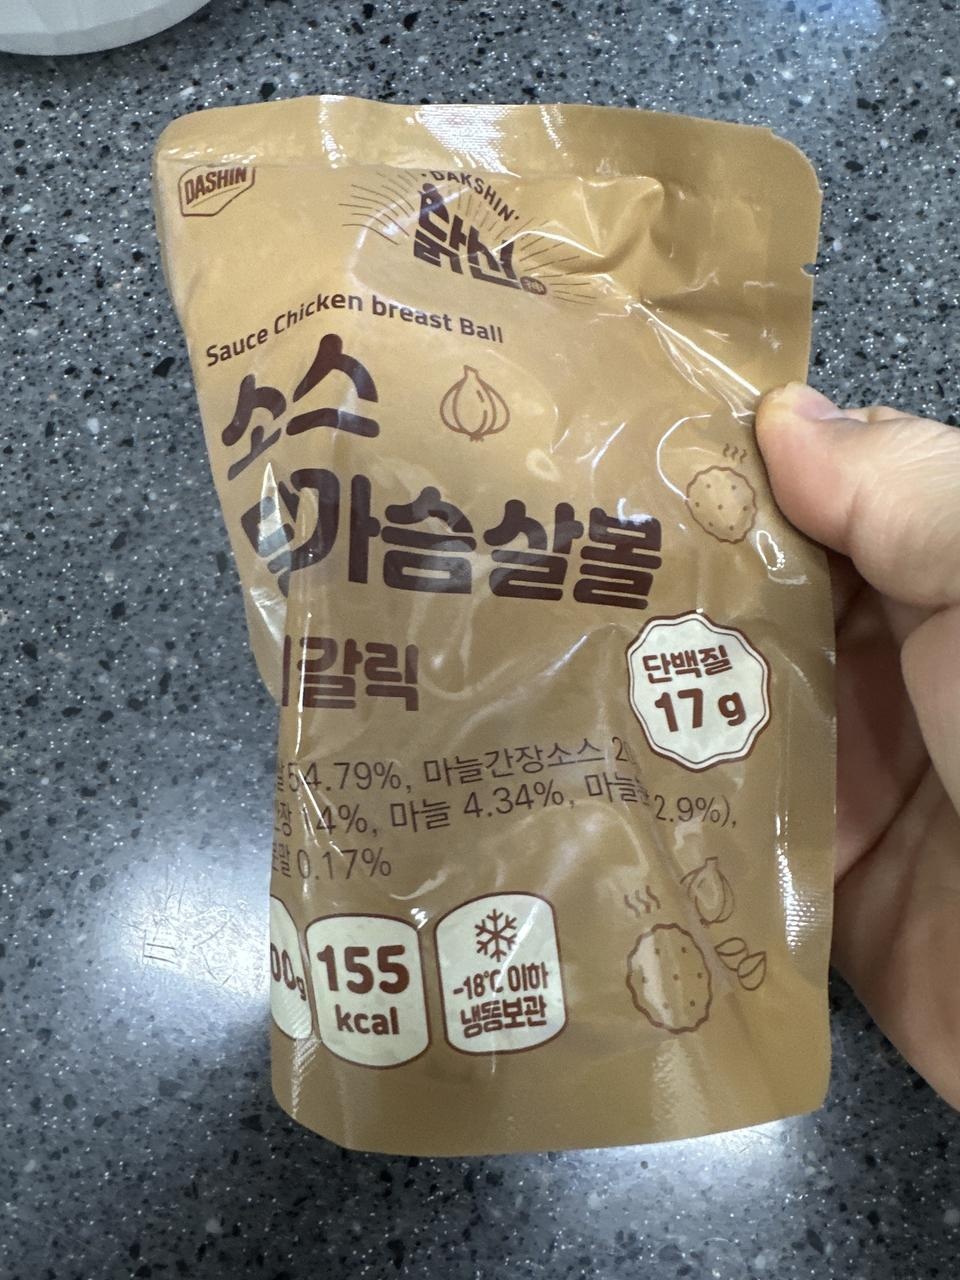 DASHIN
DAKSHIN
닭신
Sauce Chicken breast Ball
소스
닭가슴살볼
갈릭
단백질
17 g
54.79%, 마늘간장소스
14%, 마늘 4.34%, 2.9%),
0.17%
155
kcal
-18℃ 이하
냉동보관